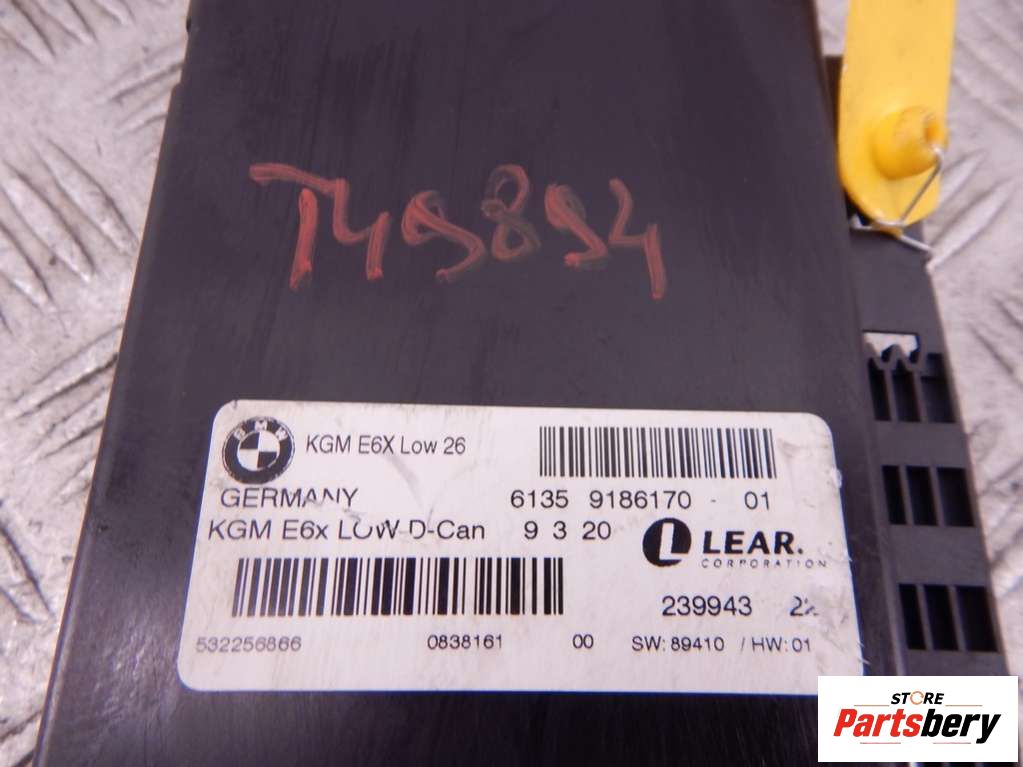 T49894
BMW
KGM E6X Low 26
GERMANY 6135 9186170 - 01
KGM E6x LOW D-Can 9 3 20
L LEAR.
CORPORATION
239943
532256866 0838161 00 SW: 89410 / HW: 01
STORE
Partsbery